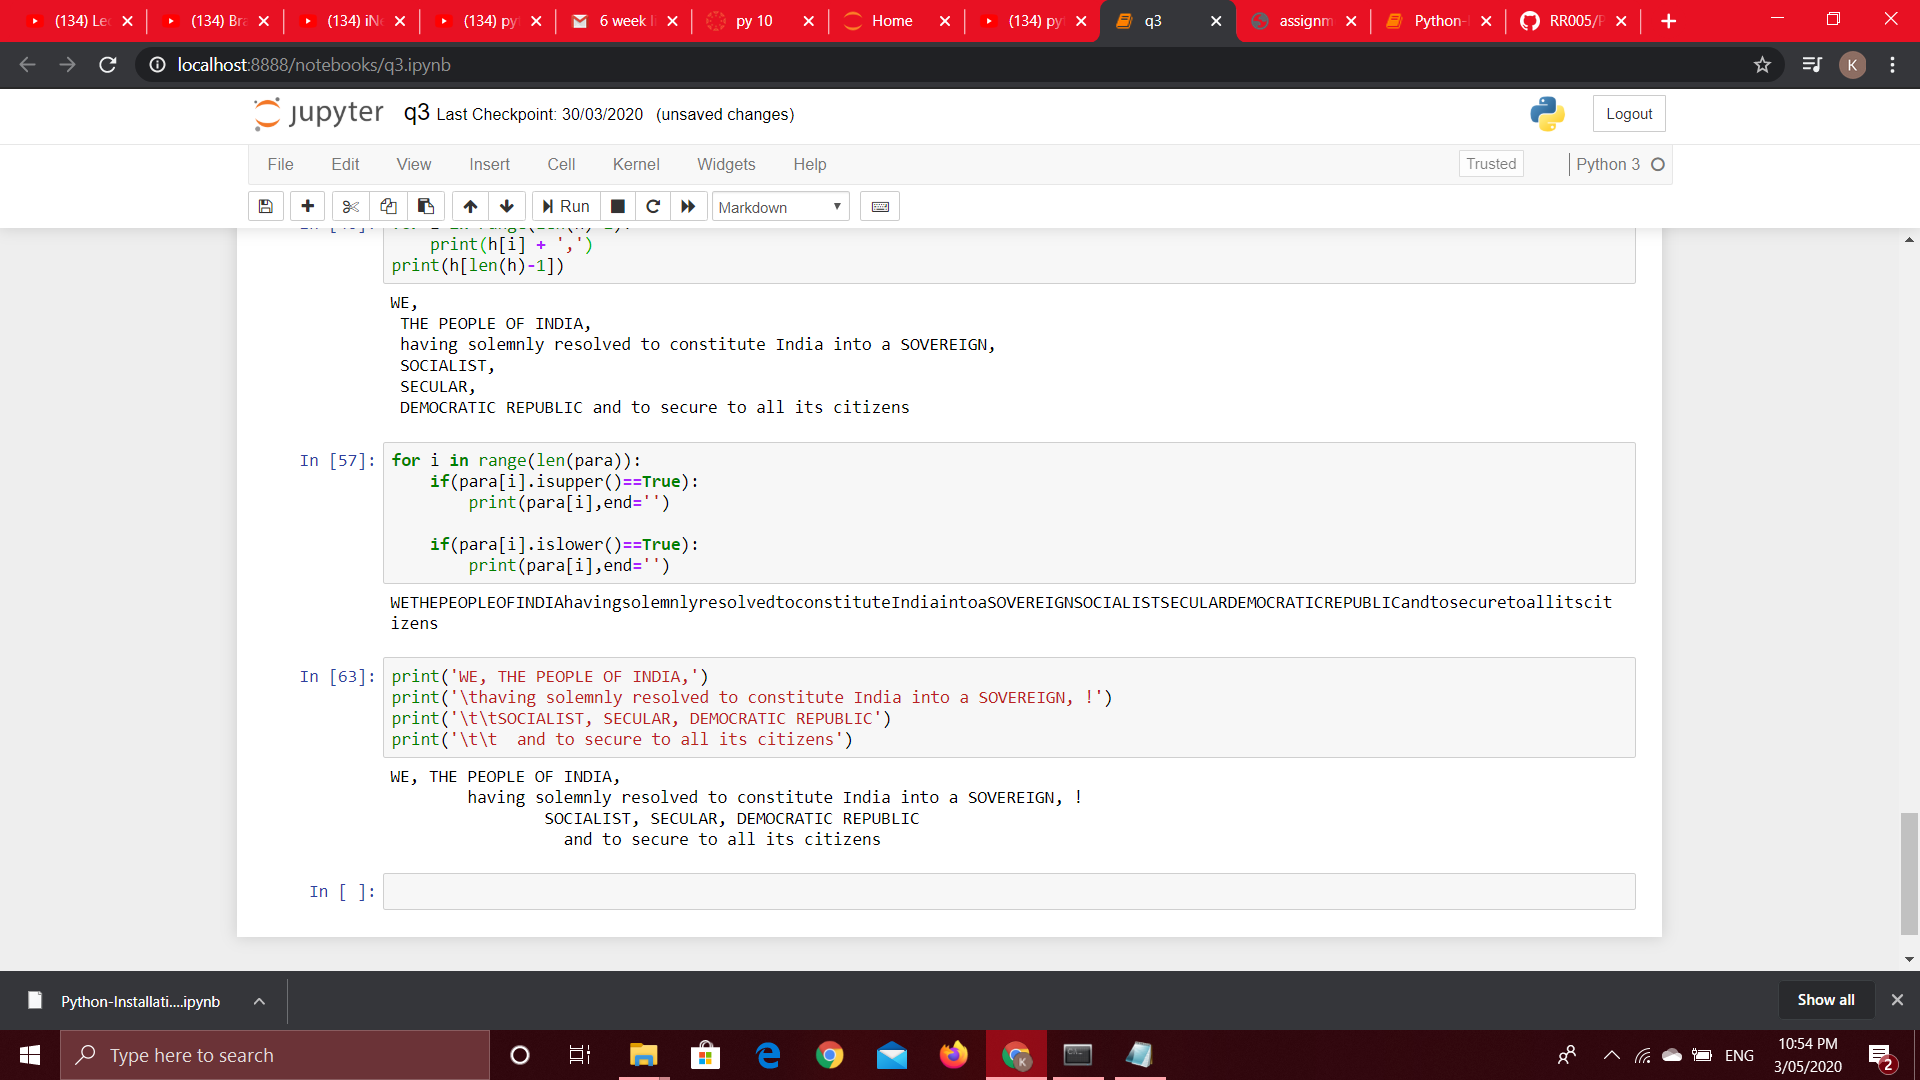 (134) Le
(134) Bra
(134) iNe
(134) py
6 week li
py 10
Home
(134) py
q3
assignm
Python-
RR005/P
localhost:8888/notebooks/q3.ipynb
K
jupyter q3 Last Checkpoint: 30/03/2020 (unsaved changes)
Logout
File Edit View Insert Cell Kernel Widgets Help
Trusted
Python 3
Run
Markdown
print(h[i] + ',')
print(h[len(h)-1])
WE,
THE PEOPLE OF INDIA,
having solemnly resolved to constitute India into a SOVEREIGN,
SOCIALIST,
SECULAR,
DEMOCRATIC REPUBLIC and to secure to all its citizens
In [57]: for i in range(len(para)):
if(para[i].isupper()==True):
print(para[i],end='')
if(para[i].islower()==True):
print(para[i],end='')
WETHEPEOPLEOFINDIAhavingsolemnlyresolvedtoconstituteIndiaintoaSOVEREIGNSOCIALISTSECULARDEMOCRATICREPUBLICandtosecuretoallitscit
izens
In [63]: print('WE, THE PEOPLE OF INDIA,')
print('\thaving solemnly resolved to constitute India into a SOVEREIGN, !')
print('\t\tSOCIALIST, SECULAR, DEMOCRATIC REPUBLIC')
print('\t\t  and to secure to all its citizens')
WE, THE PEOPLE OF INDIA,
having solemnly resolved to constitute India into a SOVEREIGN, !
SOCIALIST, SECULAR, DEMOCRATIC REPUBLIC
and to secure to all its citizens
In [ ]:
Python-Installati....ipynb
Show all
Type here to search
K
ENG
10:54 PM
3/05/2020
2